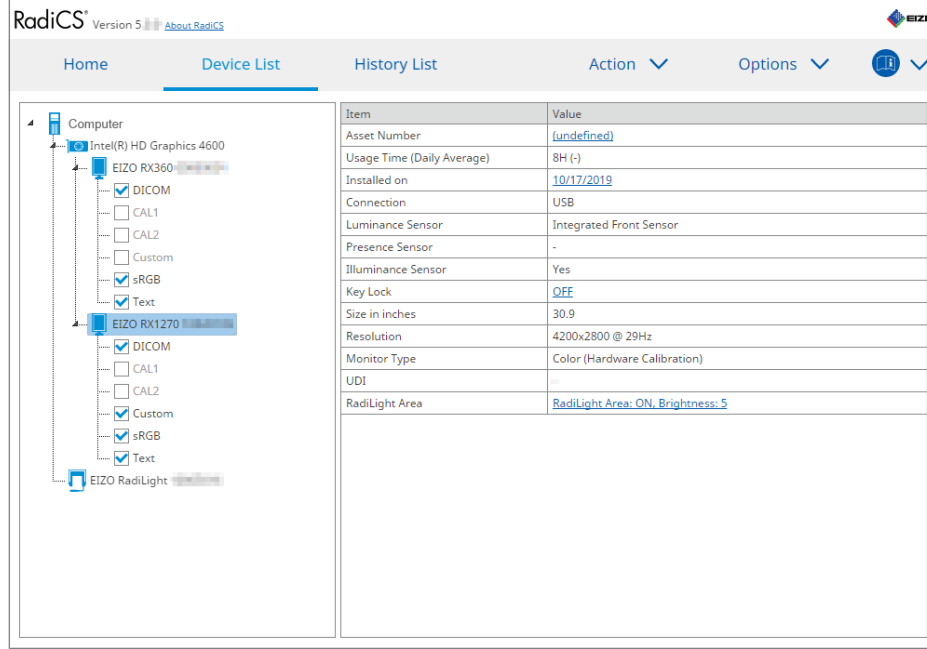 RadiCS® Version 5. About RadiCS
EIZ
Home Device List History List Action Options
Computer
Intel(R) HD Graphics 4600
EIZO RX360
DICOM
CAL1
CAL2
Custom
sRGB
Text
EIZO RX1270
DICOM
CAL1
CAL2
Custom
sRGB
Text
EIZO RadiLight
Item Value
Asset Number (undefined)
Usage Time (Daily Average) 8H (-)
Installed on 10/17/2019
Connection USB
Luminance Sensor Integrated Front Sensor
Presence Sensor -
Illuminance Sensor Yes
Key Lock OFF
Size in inches 30.9
Resolution 4200x2800 @ 29Hz
Monitor Type Color (Hardware Calibration)
UDI
RadiLight Area RadiLight Area: ON, Brightness: 5